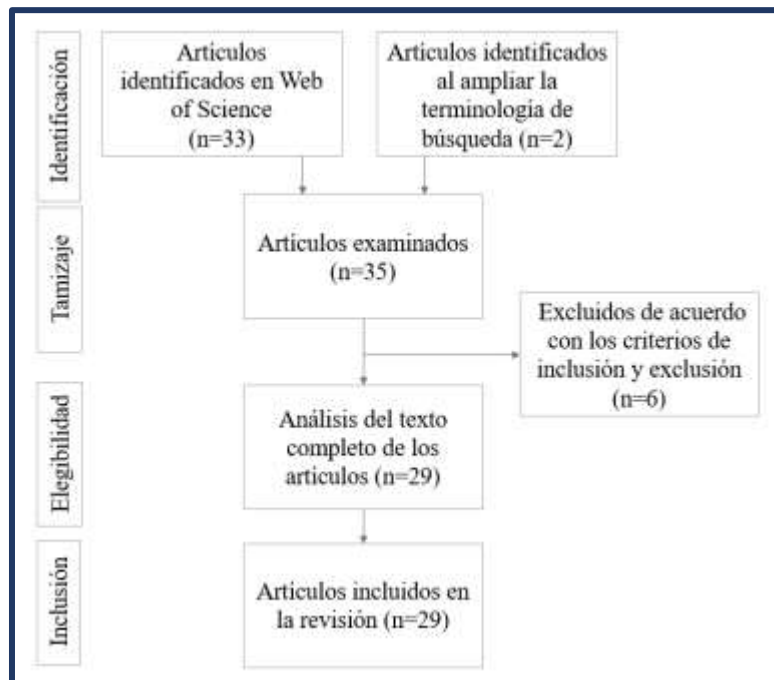 Identificación
Artículos
identificados en Web
of Science
(n=33)
Artículos identificados
al ampliar la
terminología de
búsqueda (n=2)
Tamizaje
Artículos examinados
(n=35)
Excluidos de acuerdo
con los criterios de
inclusión y exclusión
(n=6)
Elegibilidad
Análisis del texto
completo de los
artículos (n=29)
Inclusión
Artículos incluidos en
la revisión (n=29)